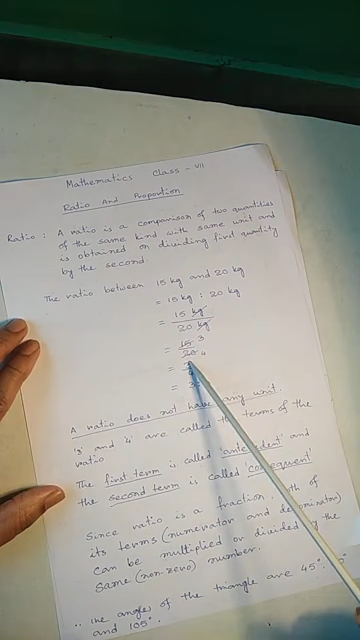 Mathematics Class - VII
Ratio And Proportion
Ratio : A ratio is a comparison of two quantities
of the same kind with same unit and
is obtained on dividing first quantity
by the second.
The ratio between 15 kg and 20 kg
= 15 kg : 20 kg
= 15 kg / 20 kg
= 15 3 / 20 4
= 3
A ratio does not have any unit.
'3' and '4' are called the terms of the
ratio
The first term is called 'antecedent' and
the second term is called 'consequent'
Since ratio is a fraction, of
its terms (numerator and denominator)
can be multiplied or divided by the
same (non-zero) number.
∴ The angles of the triangle are 45°:
and 105°.